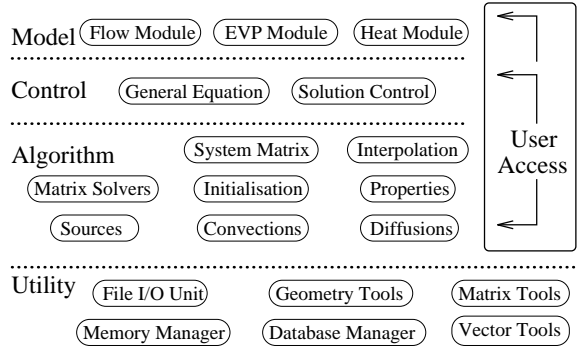 Model Flow Module EVP Module Heat Module
Control General Equation Solution Control
Algorithm System Matrix Interpolation
Matrix Solvers Initialisation Properties
Sources Convections Diffusions
User
Access
Utility File I/O Unit Geometry Tools Matrix Tools
Memory Manager Database Manager Vector Tools